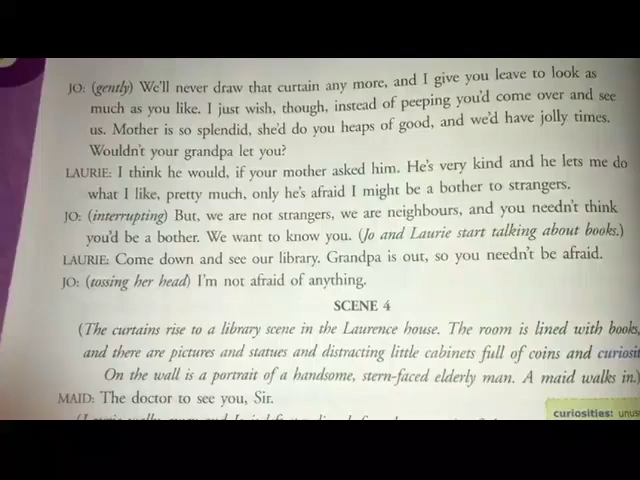 JO: (gently) We'll never draw that curtain any more, and I give you leave to look as
much as you like. I just wish, though, instead of peeping you'd come over and see
us. Mother is so splendid, she'd do you heaps of good, and we'd have jolly times.
Wouldn't your grandpa let you?
LAURIE: I think he would, if your mother asked him. He's very kind and he lets me do
what I like, pretty much, only he's afraid I might be a bother to strangers.
JO: (interrupting) But, we are not strangers, we are neighbours, and you needn't think
you'd be a bother. We want to know you. (Jo and Laurie start talking about books.)
LAURIE: Come down and see our library. Grandpa is out, so you needn't be afraid.
JO: (tossing her head) I'm not afraid of anything.
SCENE 4
(The curtains rise to a library scene in the Laurence house. The room is lined with books,
and there are pictures and statues and distracting little cabinets full of coins and curiosit
On the wall is a portrait of a handsome, stern-faced elderly man. A maid walks in.)
MAID: The doctor to see you, Sir.
curiosities: unus